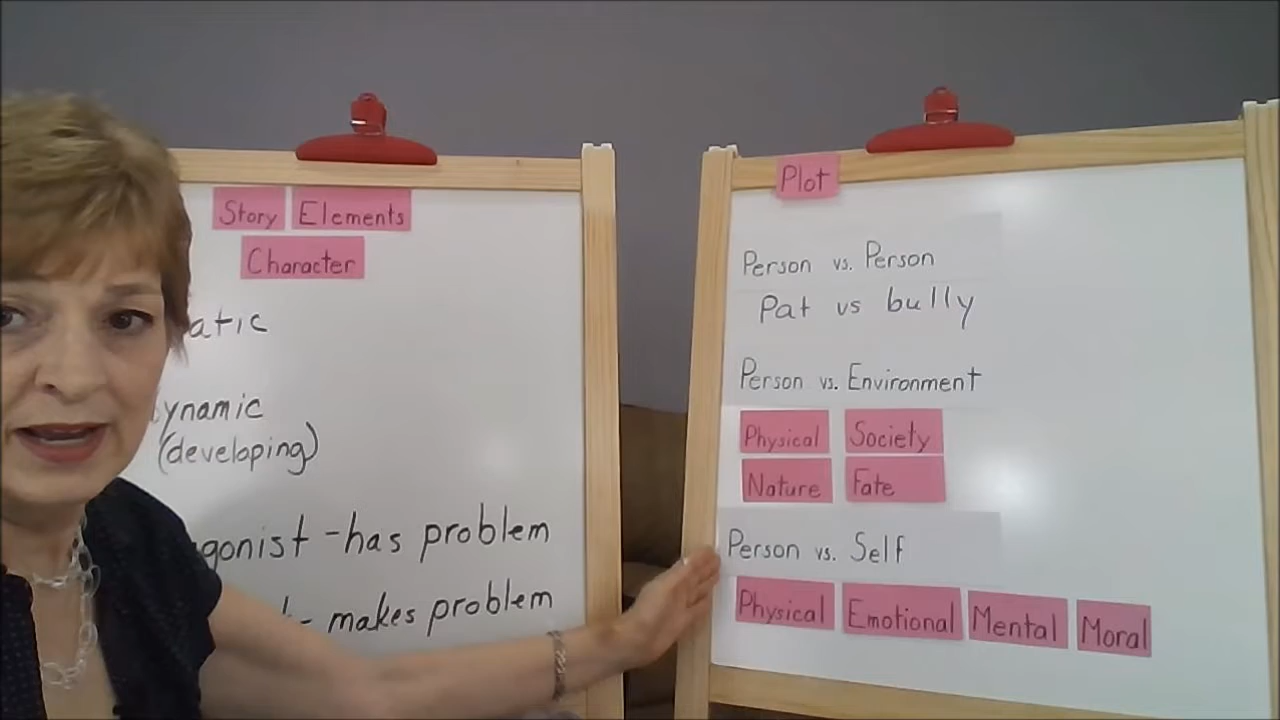 Story Elements
Character
atic
ynamic
(developing)
gonist - has problem
- makes problem
Plot
Person vs. Person
Pat vs bully
Person vs. Environment
Physical Society
Nature Fate
Person vs. Self
Physical Emotional Mental Moral